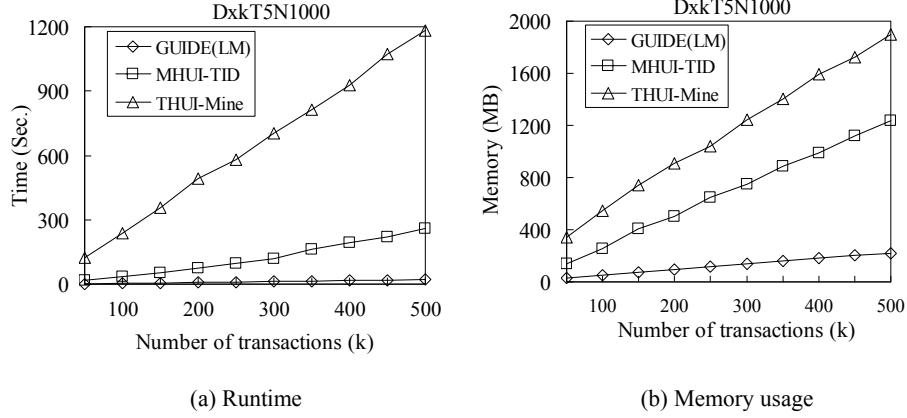 DxkT5N1000
1200
900
600
300
0
Time (Sec.)
GUIDE(LM)
MHUI-TID
THUI-Mine
100 200 300 400 500
Number of transactions (k)
(a) Runtime
DxkT5N1000
2000
1600
1200
800
400
0
Memory (MB)
GUIDE(LM)
MHUI-TID
THUI-Mine
100 200 300 400 500
Number of transactions (k)
(b) Memory usage